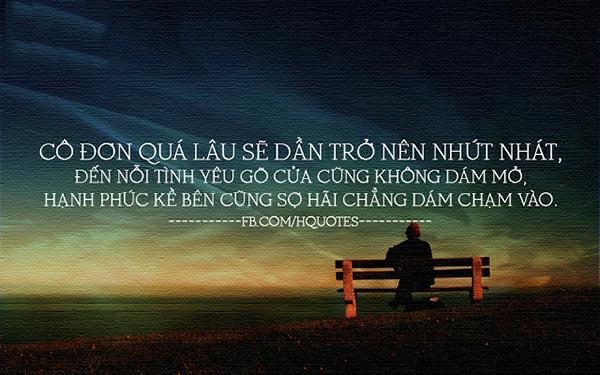 CÔ ĐƠN QUÁ LÂU SẼ DẦN TRỞ NÊN NHÚT NHÁT,
ĐẾN NỖI TÌNH YÊU GÕ CỬA CŨNG KHÔNG DÁM MỞ,
HẠNH PHÚC KỀ BÊN CŨNG SỢ HÃI CHẲNG DÁM CHẠM VÀO.
-----------FB.COM/HQUOTES-----------